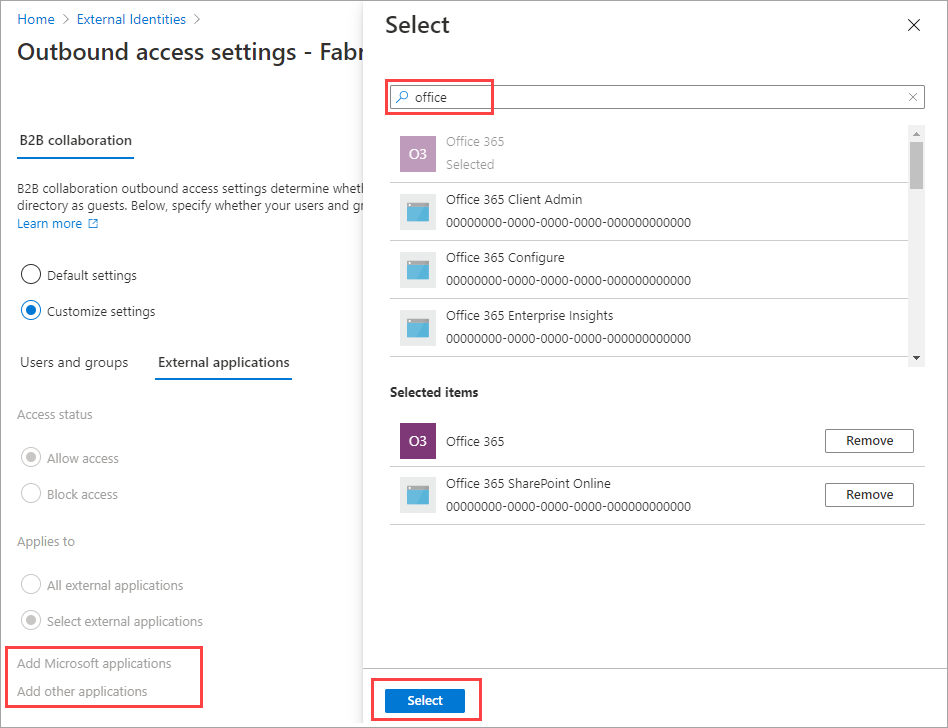 Home > External Identities >
Outbound access settings - Fabr
B2B collaboration
B2B collaboration outbound access settings determine wheth
directory as guests. Below, specify whether your users and gr
Learn more
Default settings
Customize settings
Users and groups
External applications
Access status
Allow access
Block access
Applies to
All external applications
Select external applications
Add Microsoft applications
Add other applications
Select
office
O3
Office 365
Selected
Office 365 Client Admin
00000000-0000-0000-0000-000000000000
Office 365 Configure
00000000-0000-0000-0000-000000000000
Office 365 Enterprise Insights
00000000-0000-0000-0000-000000000000
Selected items
O3
Office 365
Remove
Office 365 SharePoint Online
00000000-0000-0000-0000-000000000000
Remove
Select